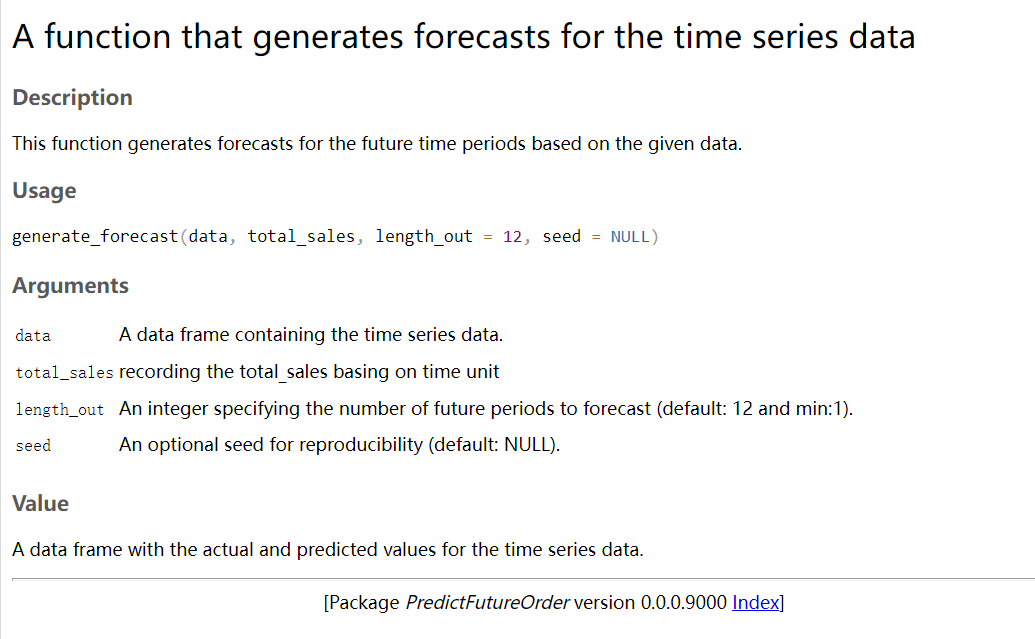 A function that generates forecasts for the time series data
Description
This function generates forecasts for the future time periods based on the given data.
Usage
generate_forecast(data, total_sales, length_out = 12, seed = NULL)
Arguments
data A data frame containing the time series data.
total_sales recording the total_sales basing on time unit
length_out An integer specifying the number of future periods to forecast (default: 12 and min:1).
seed An optional seed for reproducibility (default: NULL).
Value
A data frame with the actual and predicted values for the time series data.
[Package PredictFutureOrder version 0.0.0.9000 Index]